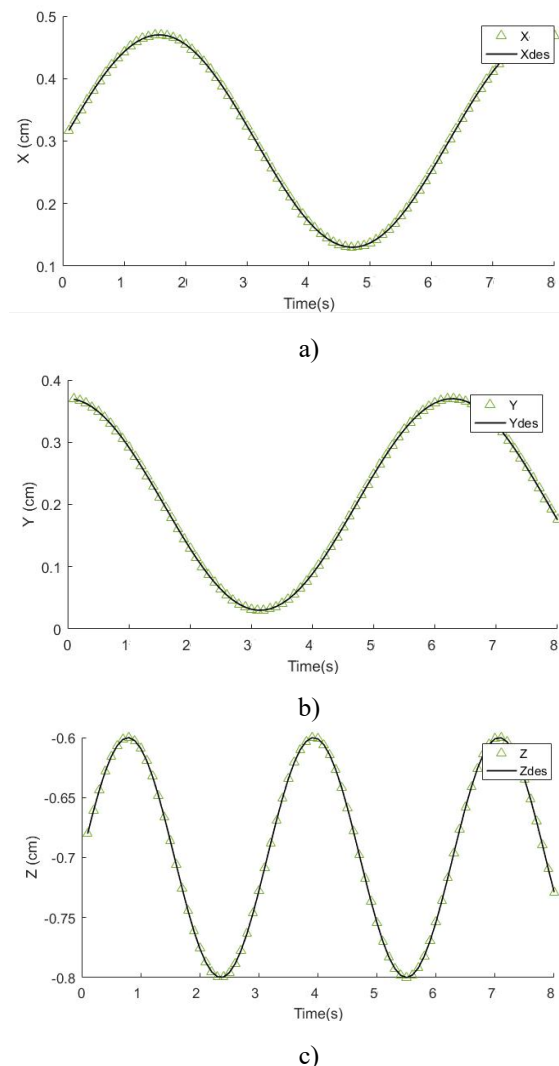 0.5
0.4
0.3
0.2
0.1
X (cm)
X
Xdes
0 1 2 3 4 5 6 7 8
Time(s)
a)
0.4
0.3
0.2
0.1
0
Y (cm)
Y
Ydes
0 1 2 3 4 5 6 7 8
Time(s)
b)
-0.6
-0.65
-0.7
-0.75
-0.8
Z (cm)
Z
Zdes
0 1 2 3 4 5 6 7 8
Time(s)
c)